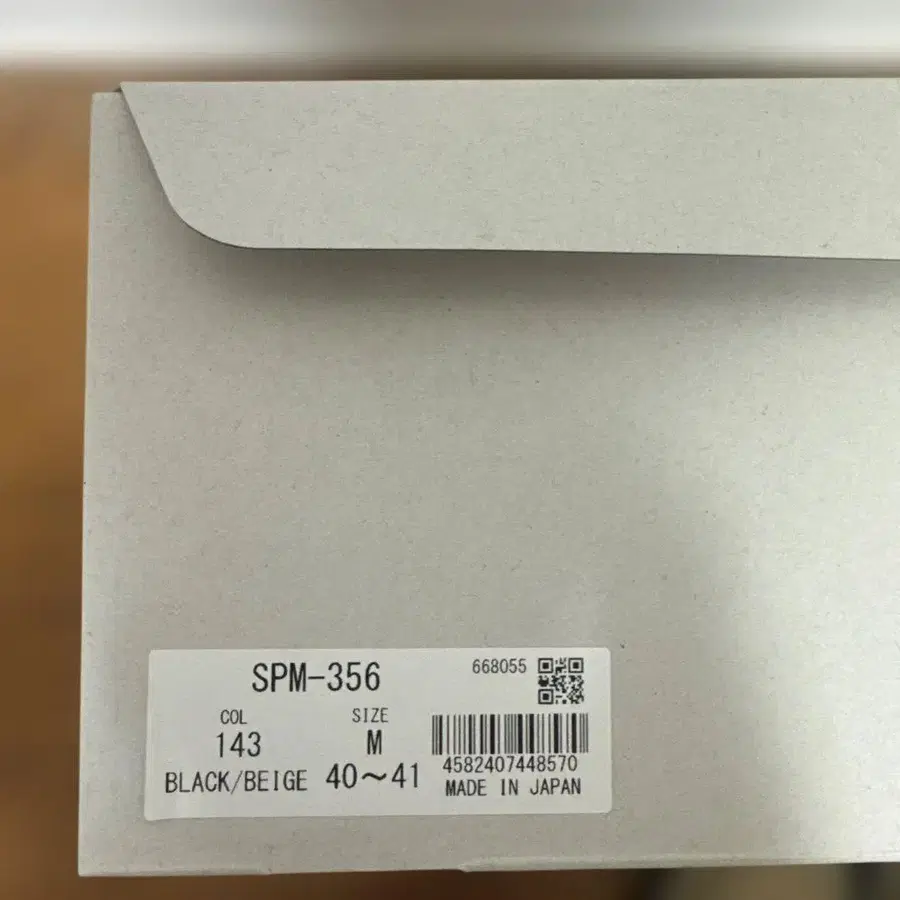 SPM-356
668055
COL
SIZE
143
M
BLACK/BEIGE
40〜41
4582407448570
MADE IN JAPAN